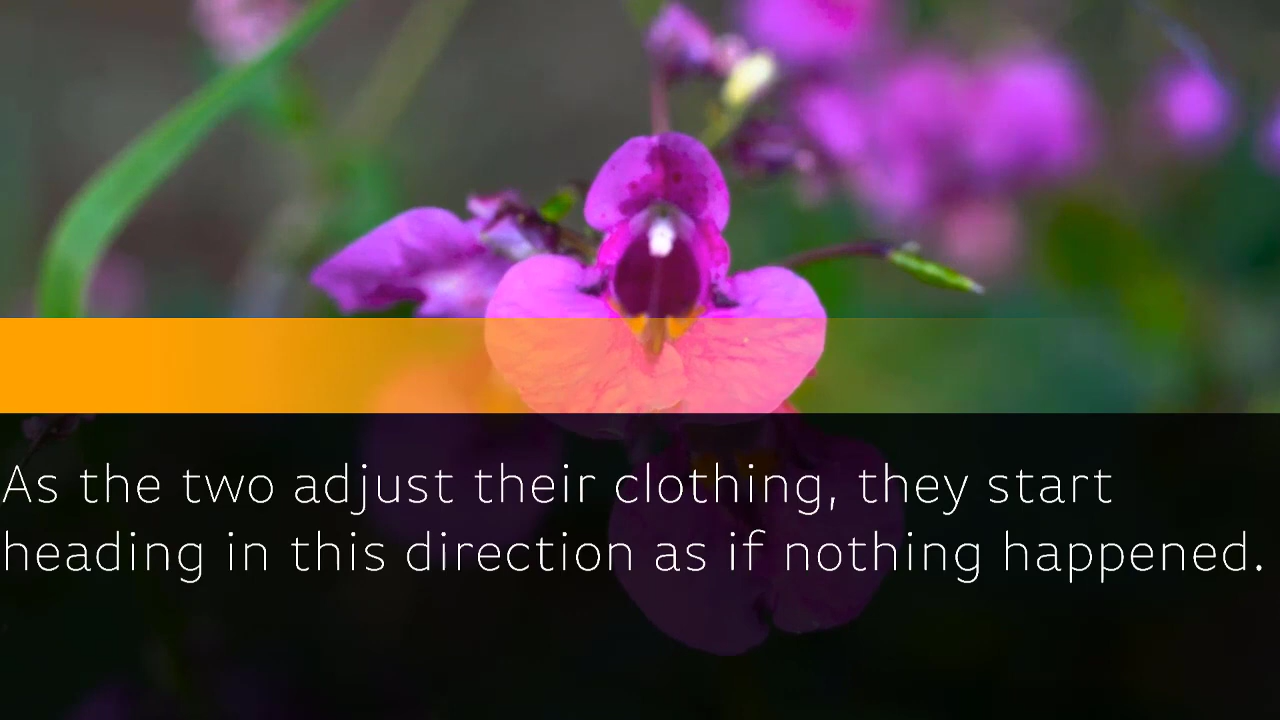 As the two adjust their clothing, they start
heading in this direction as if nothing happened.